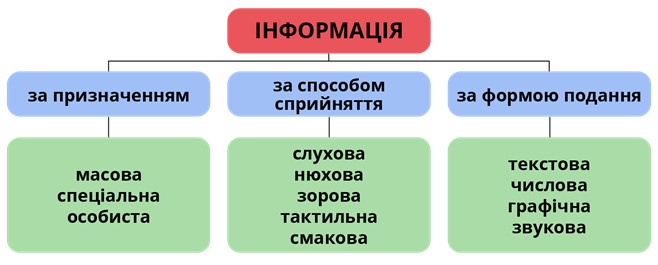 ІНФОРМАЦІЯ
за призначенням
за способом
сприйняття
за формою подання
масова
спеціальна
особиста
слухова
нюхова
зорова
тактильна
смакова
текстова
числова
графічна
звукова